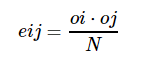 eij = oi · oj / N